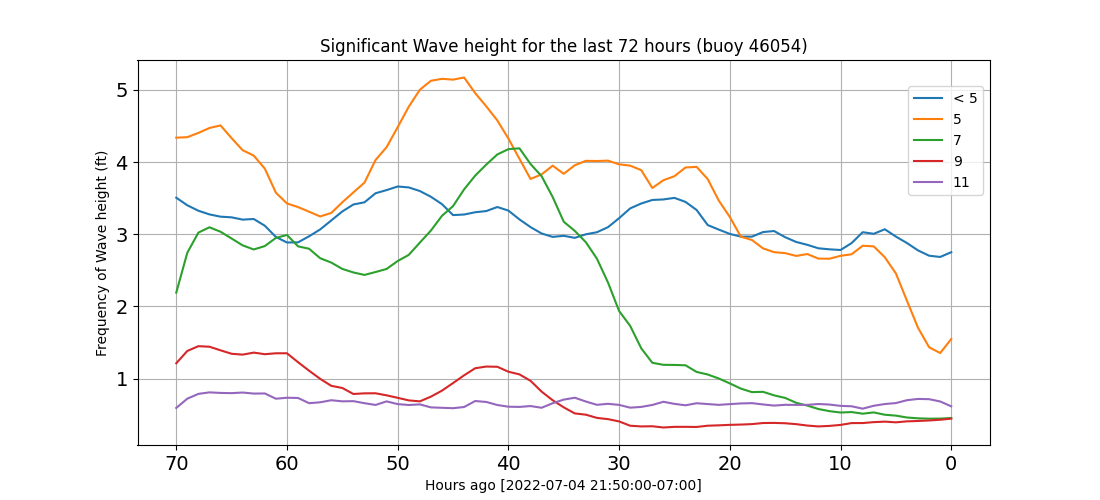 Significant Wave height for the last 72 hours (buoy 46054)
Frequency of Wave height (ft)
5
4
3
2
1
< 5
5
7
9
11
70 60 50 40 30 20 10 0
Hours ago [2022-07-04 21:50:00-07:00]